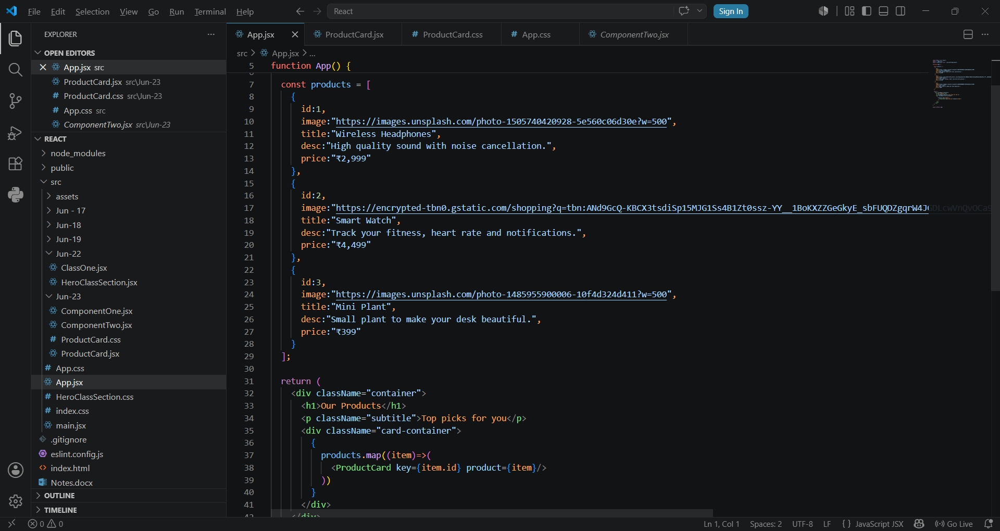 File Edit Selection View Go Run Terminal Help
React
Sign In
EXPLORER
OPEN EDITORS
App.jsx src
ProductCard.jsx src\Jun-23
ProductCard.css src\Jun-23
App.css src
ComponentTwo.jsx src\Jun-23
REACT
node_modules
public
src
assets
Jun - 17
Jun-18
Jun-19
Jun-22
ClassOne.jsx
HeroClassSection.jsx
Jun-23
ComponentOne.jsx
ComponentTwo.jsx
ProductCard.css
ProductCard.jsx
App.css
App.jsx
HeroClassSection.css
index.css
main.jsx
.gitignore
eslint.config.js
index.html
Notes.docx
OUTLINE
TIMELINE
App.jsx ProductCard.jsx ProductCard.css App.css ComponentTwo.jsx
src > App.jsx > ...
5 function App() {
7 const products = [
8 {
9 id:1,
10 image:"https://images.unsplash.com/photo-1505740420928-5e560c06d30e?w=500",
11 title:"Wireless Headphones",
12 desc:"High quality sound with noise cancellation.",
13 price:"₹2,999"
14 },
15 {
16 id:2,
17 image:"https://encrypted-tbn0.gstatic.com/shopping?q=tbn:ANd9GcQ-KBCX3tsdiSp15MJG1Ss4B1Zt0ssz-YY__1BoKXZZGeGkyE_sbFUQDZgqrW4J
18 title:"Smart Watch",
19 desc:"Track your fitness, heart rate and notifications.",
20 price:"₹4,499"
21 },
22 {
23 id:3,
24 image:"https://images.unsplash.com/photo-1485955900006-10f4d324d411?w=500",
25 title:"Mini Plant",
26 desc:"Small plant to make your desk beautiful.",
27 price:"₹399"
28 }
29 ];
30
31 return (
32 <div className="container">
33 <h1>Our Products</h1>
34 <p className="subtitle">Top picks for you</p>
35 <div className="card-container">
36 {
37 products.map((item)=>(
38 <ProductCard key={item.id} product={item}/>
39 ))
40 }
41 </div>
42 </div>
0 0
Ln 1, Col 1 Spaces: 2 UTF-8 LF { } JavaScript JSX Go Live